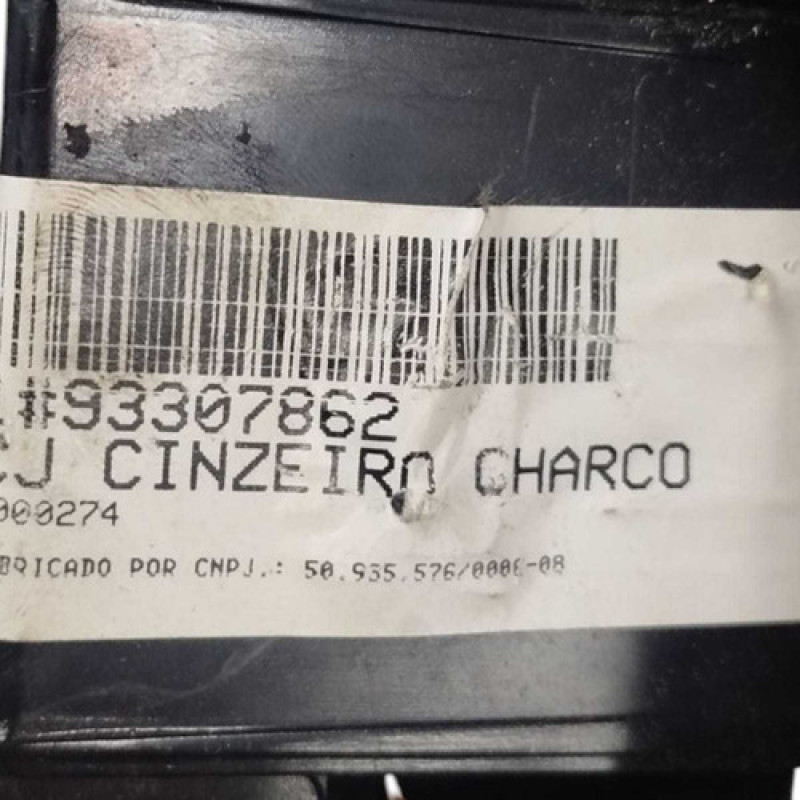 #93307862
CJ CINZEIRO CHARCO
000274
BRICADO POR CNPJ.: 50.935.576/0006-08